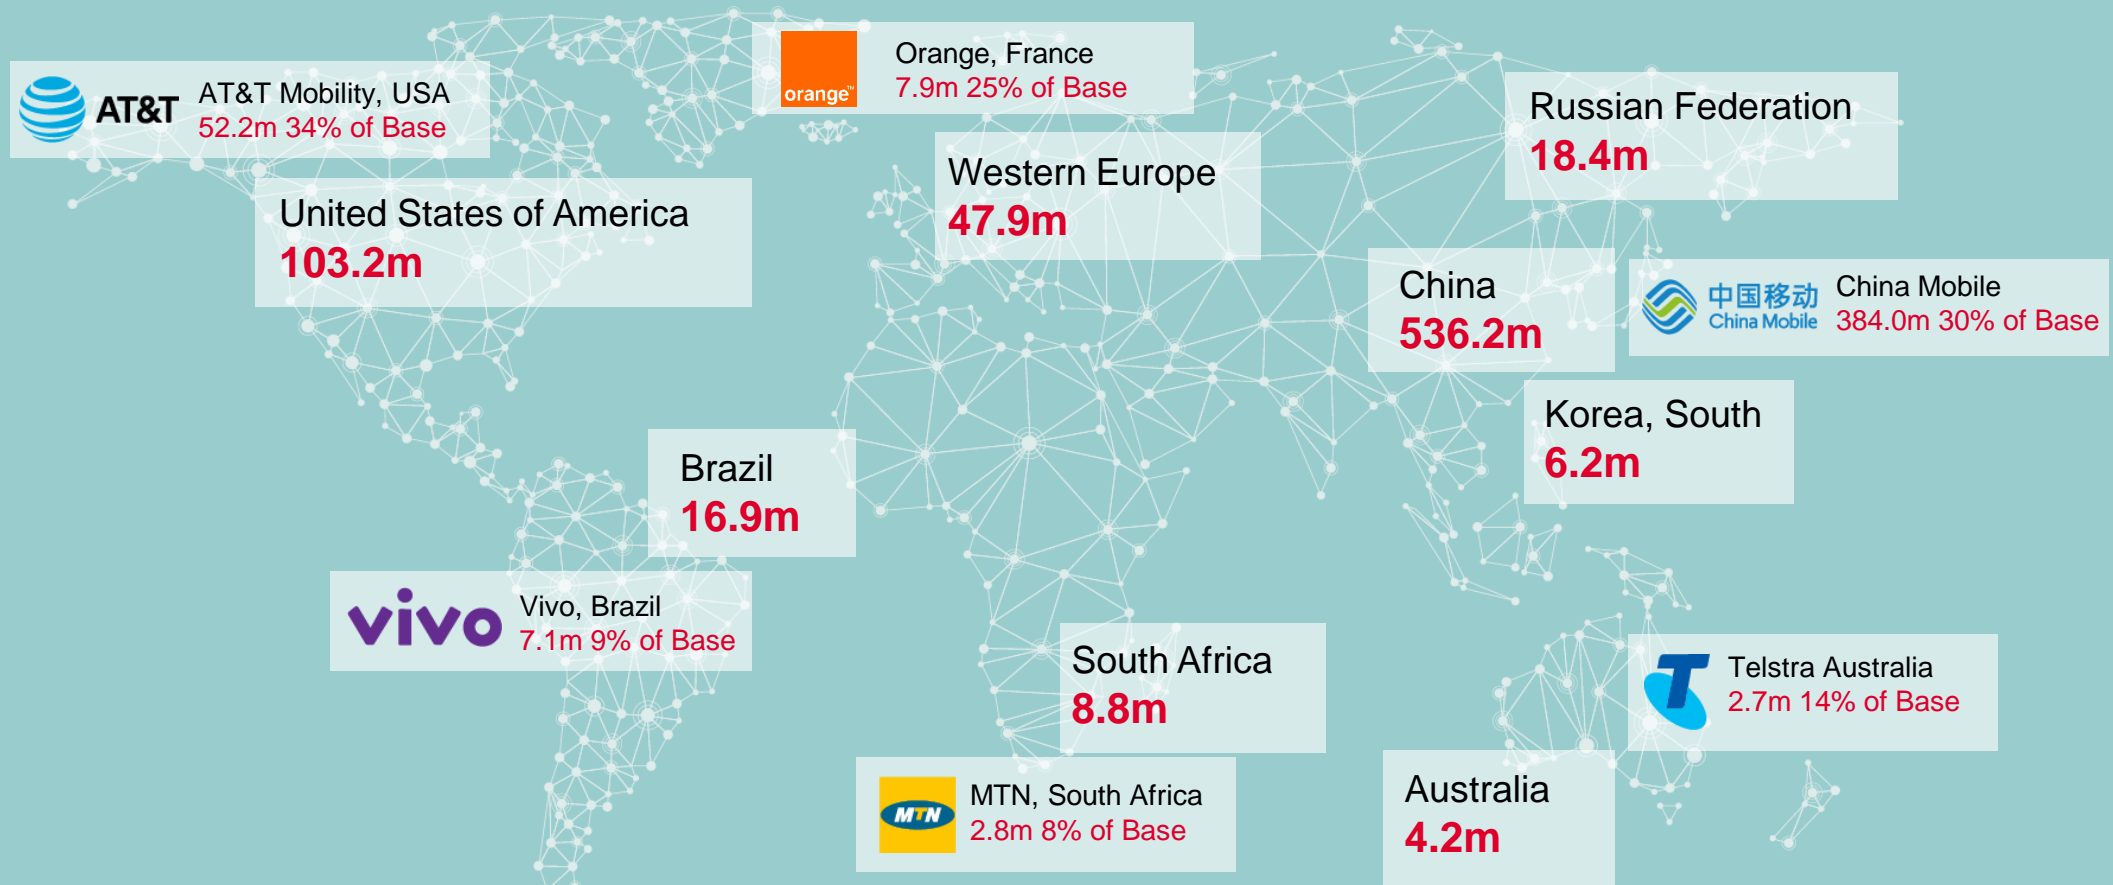 orange™
Orange, France
7.9m 25% of Base
AT&T
AT&T Mobility, USA
52.2m 34% of Base
Russian Federation
18.4m
Western Europe
47.9m
United States of America
103.2m
China
536.2m
中国移动
China Mobile
China Mobile
384.0m 30% of Base
Korea, South
6.2m
Brazil
16.9m
vivo
Vivo, Brazil
7.1m 9% of Base
South Africa
8.8m
T
Telstra Australia
2.7m 14% of Base
MTN
MTN, South Africa
2.8m 8% of Base
Australia
4.2m